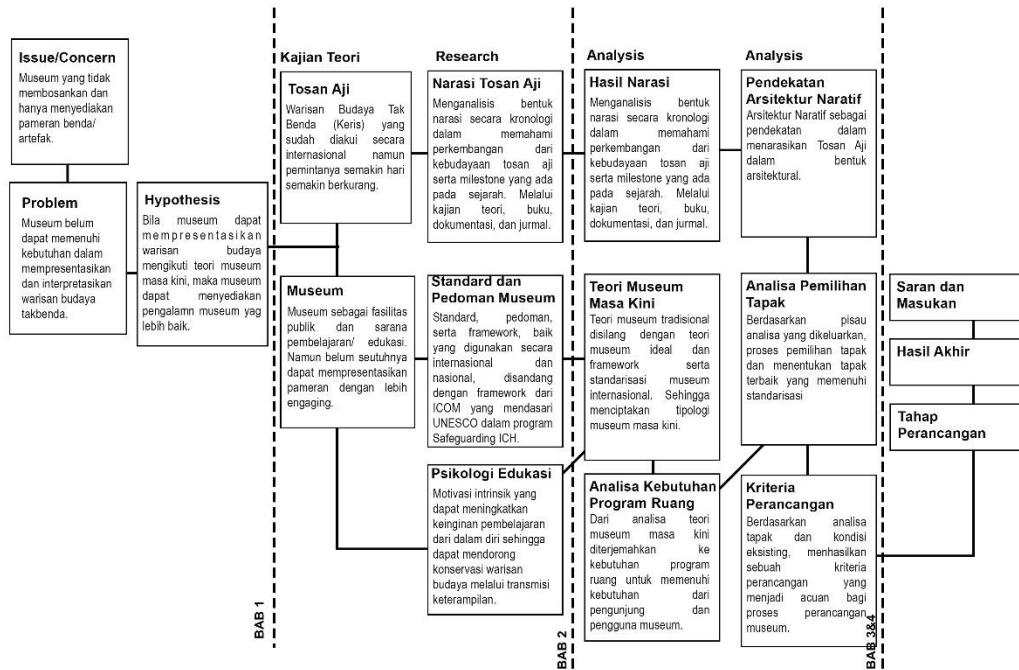 Issue/Concern
Museum yang tidak
membosankan dan
hanya menyediakan
pameran benda/
artefak.
Problem
Museum belum
dapat memenuhi
kebutuhan dalam
mempresentasikan
dan interpretasikan
warisan budaya
takbenda.
Hypothesis
Bila museum dapat
mempresentasikan
warisan budaya
mengikuti teori museum
masa kini, maka museum
dapat menyediakan
pengalamn museum yag
lebih baik.
BAB 1
Kajian Teori
Tosan Aji
Warisan Budaya Tak
Benda (Keris) yang
sudah diakui secara
internasional namun
pemintanya semakin hari
semakin berkurang.
Museum
Museum sebagai fasilitas
publik dan sarana
pembelajaran/ edukasi.
Namun belum seutuhnya
dapat mempresentasikan
pameran dengan lebih
engaging.
Research
Narasi Tosan Aji
Menganalisis bentuk
narasi secara kronologi
dalam memahami
perkembangan dari
kebudayaan tosan aji
serta milestone yang ada
pada sejarah. Melalui
kajian teori, buku,
dokumentasi, dan jurmal.
Standard dan
Pedoman Museum
Standard, pedoman,
serta framework, baik
yang digunakan secara
internasional dan
nasional, disandang
dengan framework dari
ICOM yang mendasari
UNESCO dalam program
Safeguarding ICH.
Psikologi Edukasi
Motivasi intrinsik yang
dapat meningkatkan
keinginan pembelajaran
dari dalam diri sehingga
dapat mendorong
konservasi warisan
budaya melalui transmisi
keterampilan.
BAB 2
Analysis
Hasil Narasi
Menganalisis bentuk
narasi secara kronologi
dalam memahami
perkembangan dari
kebudayaan tosan aji
serta milestone yang ada
pada sejarah. Melalui
kajian teori, buku,
dokumentasi, dan jurmal.
Teori Museum
Masa Kini
Teori museum tradisional
disilang dengan teori
museum ideal dan
framework serta
standarisasi museum
internasional. Sehingga
menciptakan tipologi
museum masa kini.
Analisa Kebutuhan
Program Ruang
Dari analisa teori
museum masa kini
diterjemahkan ke
kebutuhan program
ruang untuk memenuhi
kebutuhan dari
pengunjung dan
pengguna museum.
Analysis
Pendekatan
Arsitektur Naratif
Arsitektur Naratif sebagai
pendekatan dalam
menarasikan Tosan Aji
dalam bentuk
arsitektural.
Analisa Pemilihan
Tapak
Berdasarkan pisau
analisa yang dikeluarkan,
proses pemilihan tapak
dan menentukan tapak
terbaik yang memenuhi
standarisasi
Kriteria
Perancangan
Berdasarkan analisa
tapak dan kondisi
eksisting, menhasilkan
sebuah kriteria
perancangan yang
menjadi acuan bagi
proses perancangan
museum.
BAB 3&4
Saran dan
Masukan
Hasil Akhir
Tahap
Perancangan